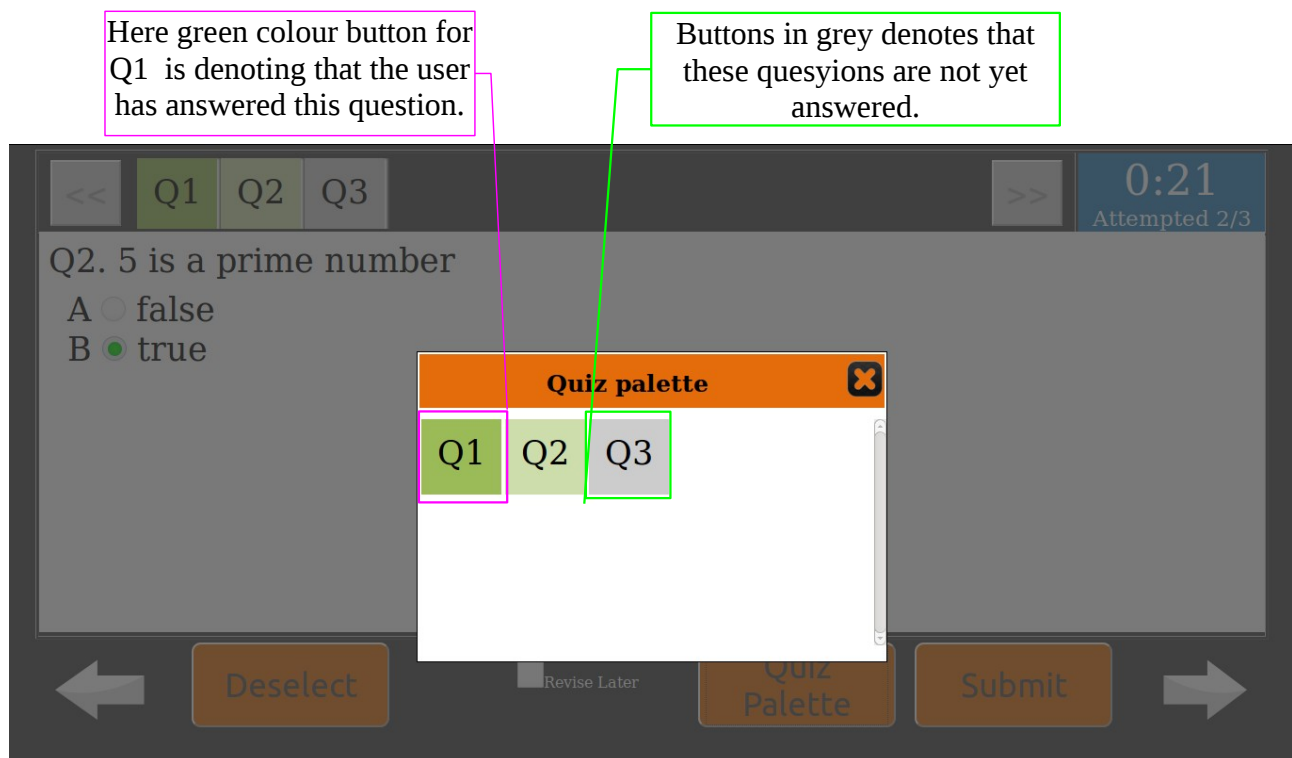 Here green colour button for
Q1 is denoting that the user
has answered this question.
Buttons in grey denotes that
these quesyions are not yet
answered.
<< Q1 Q2 Q3 >> 0:21
Attempted 2/3
Q2. 5 is a prime number
A false
B true
Quiz palette
Q1 Q2 Q3
Deselect
Revise Later
Quiz
Palette
Submit